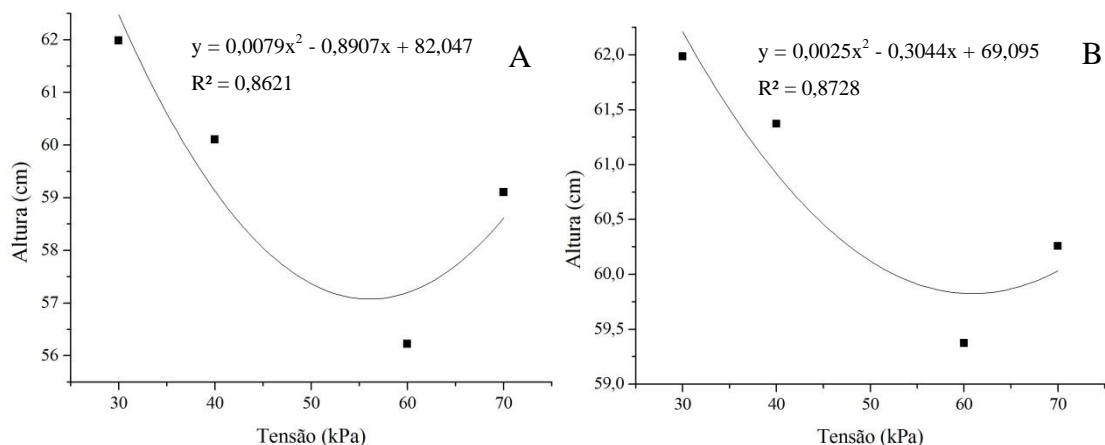 y = 0,0079x² - 0,8907x + 82,047
R² = 0,8621
A
62
61
60
59
58
57
56
Altura (cm)
30 40 50 60 70
Tensão (kPa)
y = 0,0025x² - 0,3044x + 69,095
R² = 0,8728
B
62,0
61,5
61,0
60,5
60,0
59,5
59,0
Altura (cm)
30 40 50 60 70
Tensão (kPa)